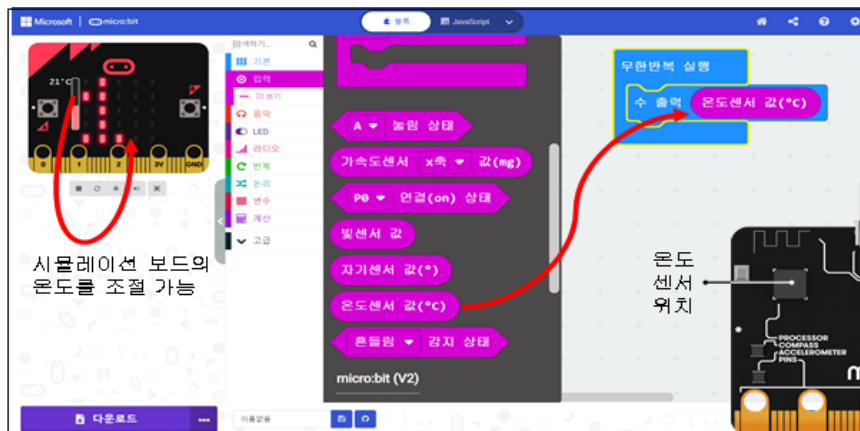 Microsoft | micro:bit
블록
JavaScript
검색하기...
기본
입력
더 보기
음악
LED
라디오
반복
논리
변수
계산
고급
21°C
0 1 2 3V GND
시뮬레이션 보드의
온도를 조절 가능
A 눌림 상태
가속도센서 x축 값(mg)
P0 연결(on) 상태
빛센서 값
자기센서 값(°)
온도센서 값(°C)
흔들림 감지 상태
micro:bit (V2)
무한반복 실행
수 출력 온도센서 값(°C)
온도
센서
위치
PROCESSOR
COMPASS
ACCELEROMETER
PINS
m
다운로드
이름없음